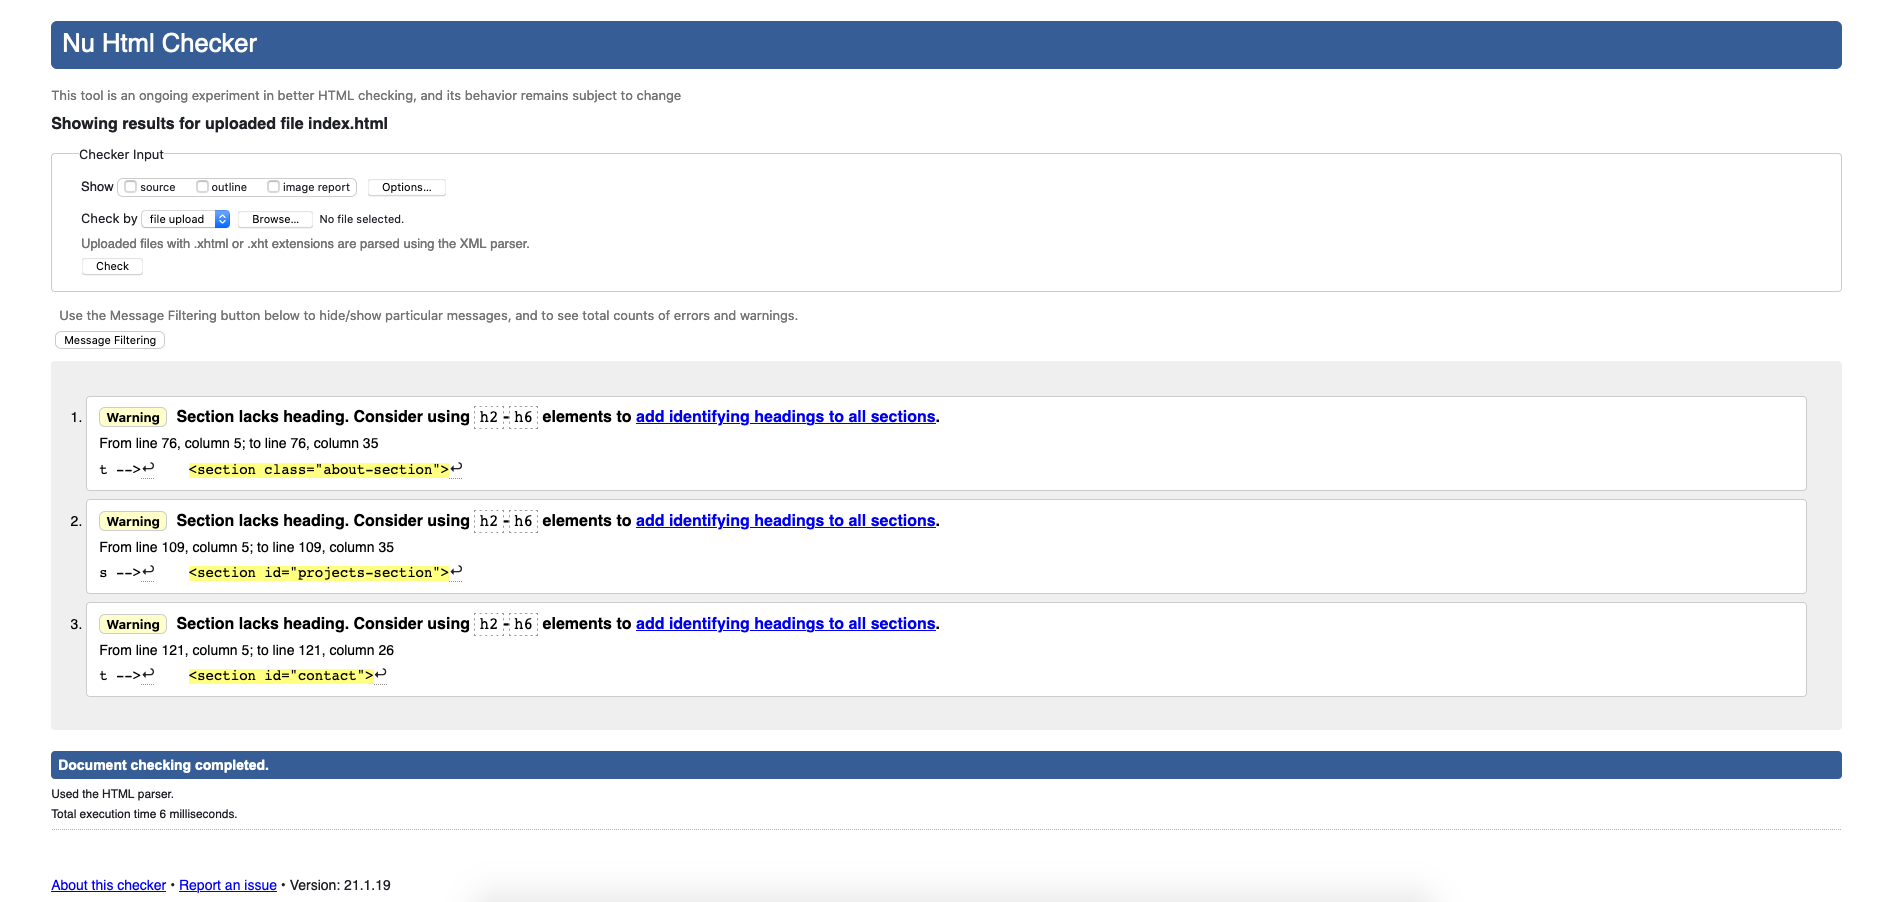 Nu Html Checker
This tool is an ongoing experiment in better HTML checking, and its behavior remains subject to change
Showing results for uploaded file index.html
Checker Input
Show source outline image report Options...
Check by file upload Browse... No file selected.
Uploaded files with .xhtml or .xht extensions are parsed using the XML parser.
Check
Use the Message Filtering button below to hide/show particular messages, and to see total counts of errors and warnings.
Message Filtering
1. Warning Section lacks heading. Consider using h2-h6 elements to add identifying headings to all sections.
From line 76, column 5; to line 76, column 35
t -->↩ <section class="about-section">↩
2. Warning Section lacks heading. Consider using h2-h6 elements to add identifying headings to all sections.
From line 109, column 5; to line 109, column 35
s -->↩ <section id="projects-section">↩
3. Warning Section lacks heading. Consider using h2-h6 elements to add identifying headings to all sections.
From line 121, column 5; to line 121, column 26
t -->↩ <section id="contact">↩
Document checking completed.
Used the HTML parser.
Total execution time 6 milliseconds.
About this checker • Report an issue • Version: 21.1.19